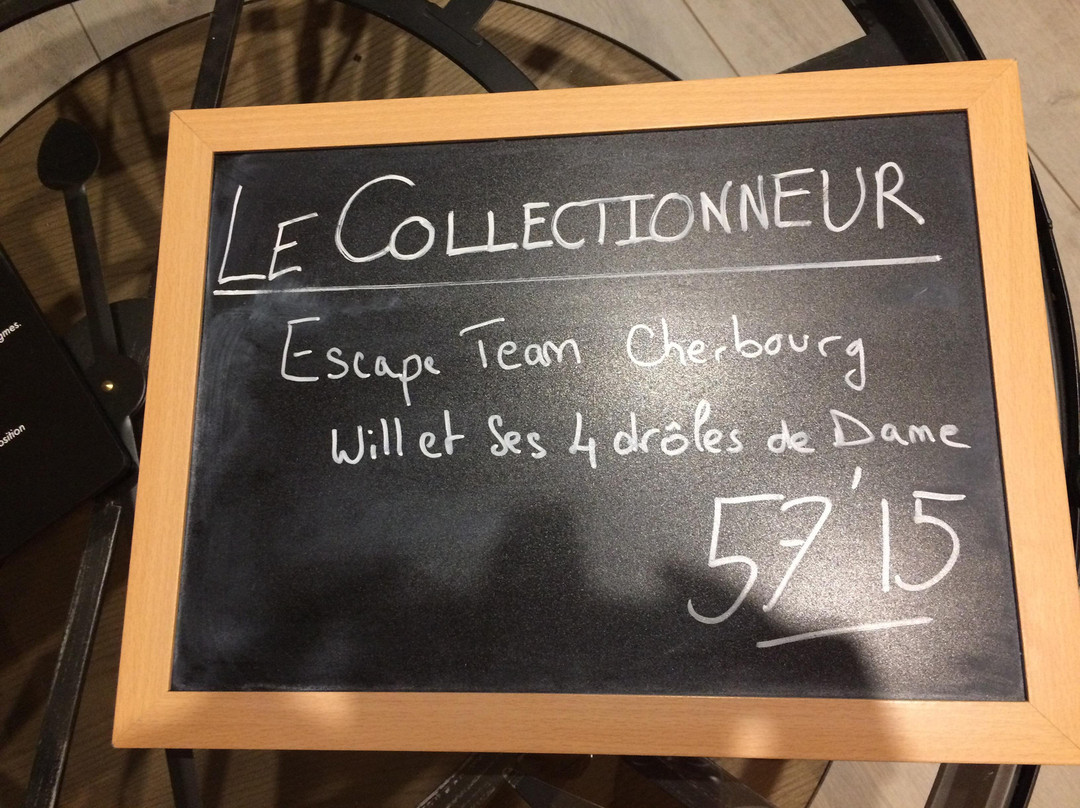 LE COLLECTIONNEUR
Escape Team Cherbourg
Will et ses 4 drôles de Dame
57'15